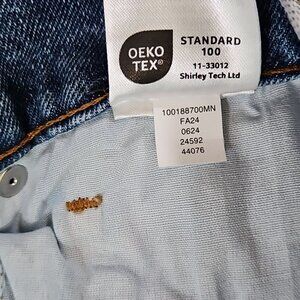 OEKO
TEX®
STANDARD
100
11-33012
Shirley Tech Ltd
100188700MN
FA24
0624
24592
44076